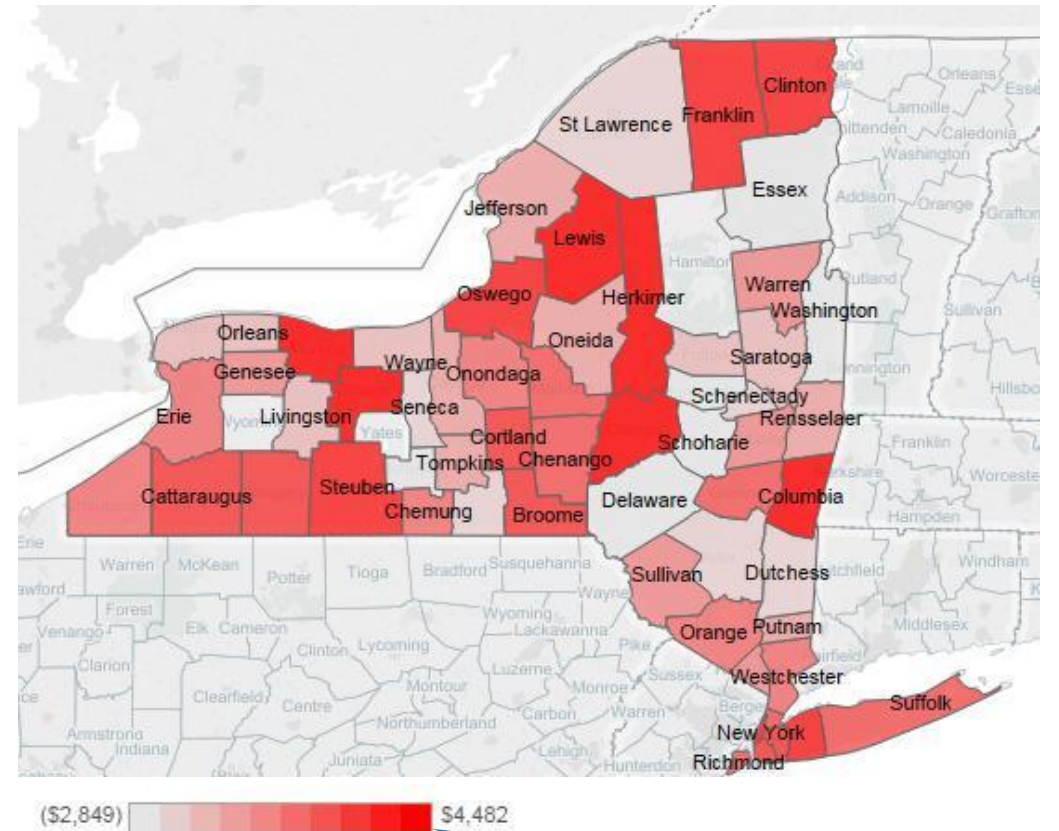 Clinton
Franklin
St Lawrence
Essex
Jefferson
Lewis
Hamilton
Oswego
Herkimer
Warren
Washington
Orleans
Oneida
Wayne
Saratoga
Genesee
Onondaga
Schenectady
Erie
Livingston
Seneca
Rensselaer
Yates
Cortland
Schoharie
Tompkins
Chenango
Cattaraugus
Steuben
Delaware
Columbia
Chemung
Broome
Sullivan
Dutchess
Orange
Putnam
Westchester
Suffolk
New York
Richmond
Orleans
Lamoille
Caledonia
Washington
Addison
Orange
Grafton
Rutland
Sullivan
Franklin
Hampden
Windham
Middlesex
Erie
Warren
McKean
Potter
Tioga
Bradford
Susquehanna
Wayne
Forest
Wyoming
Lackawanna
Venango
Elk
Cameron
Clinton
Lycoming
Pike
Sussex
Clarion
Luzerne
Monroe
Clearfield
Centre
Montour
Carbon
Warren
Northumberland
Armstrong
Indiana
Juniata
Lehigh
Hunterdon
($2,849)
$4,482